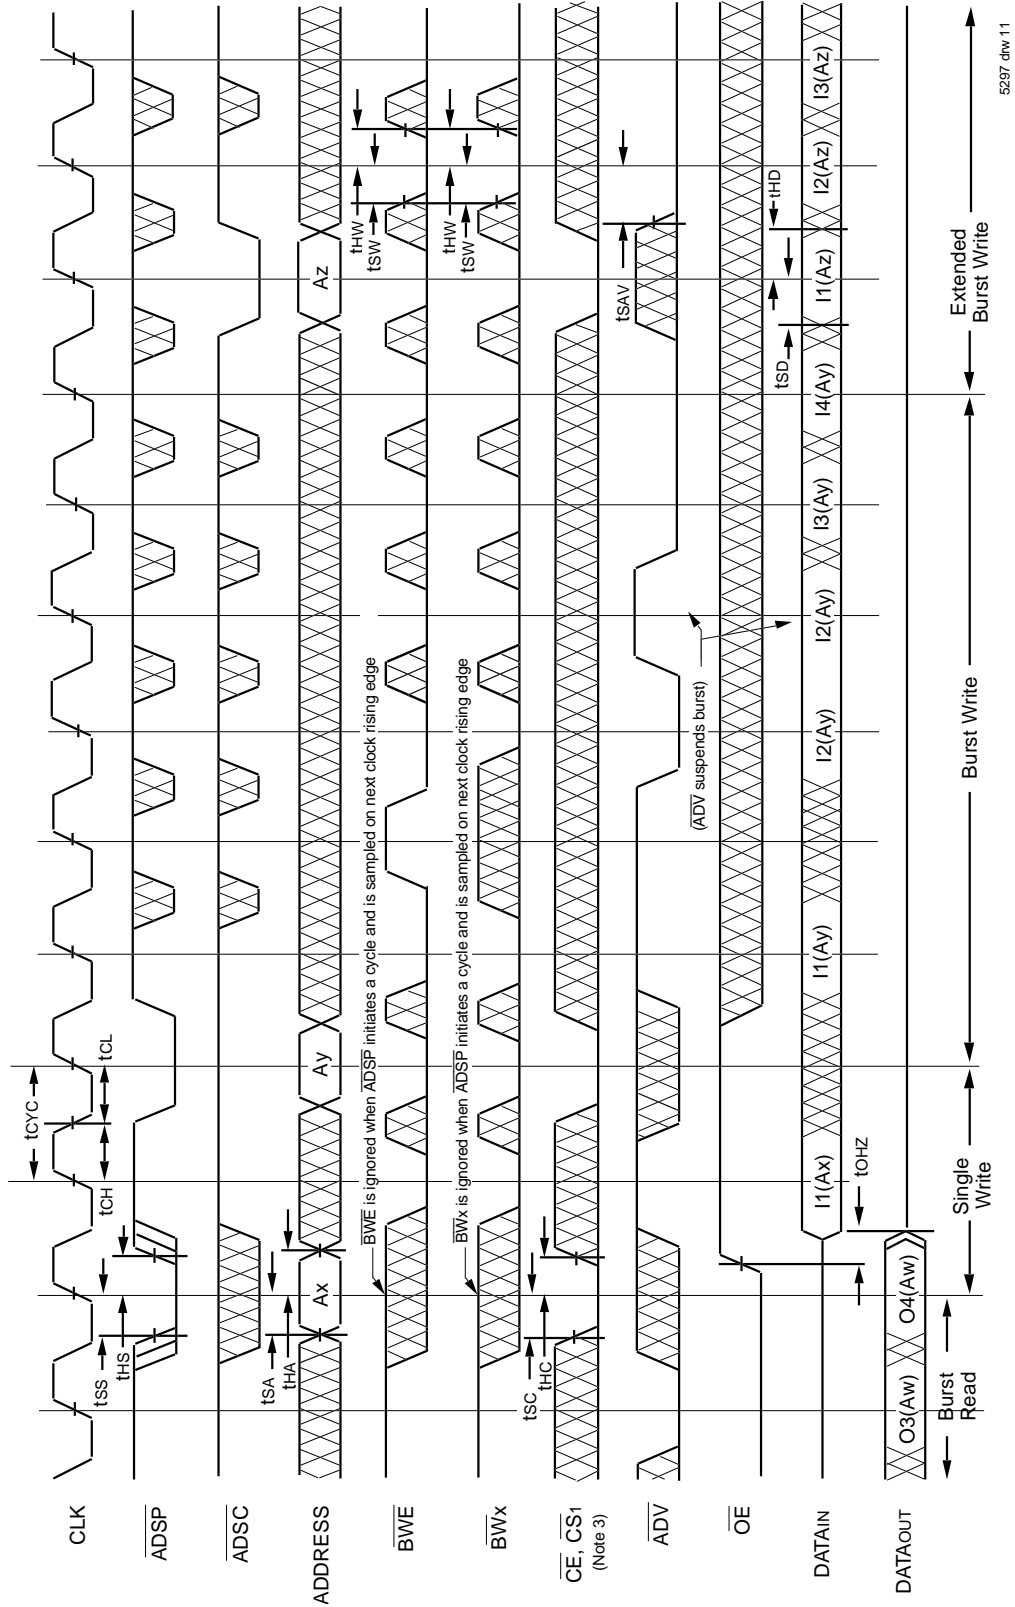 CLK
ADSP
ADSC
ADDRESS
BWE
BWx
CE, CS1
(Note 3)
ADV
OE
DATAIN
DATAOUT
tCYC
tCH
tCL
tSS
tHS
tSA
tHA
Ax
Ay
Az
BWE is ignored when ADSP initiates a cycle and is sampled on next clock rising edge
tHW
tSW
BWx is ignored when ADSP initiates a cycle and is sampled on next clock rising edge
tHW
tSW
tSC
tHC
tSAV
(ADV suspends burst)
tOHZ
tSD
tHD
I1(Ax)
I1(Ay)
I2(Ay)
I2(Ay)
I3(Ay)
I4(Ay)
I1(Az)
I2(Az)
I3(Az)
O3(Aw)
O4(Aw)
Burst
Read
Single
Write
Burst Write
Extended
Burst Write
5297 drw 11